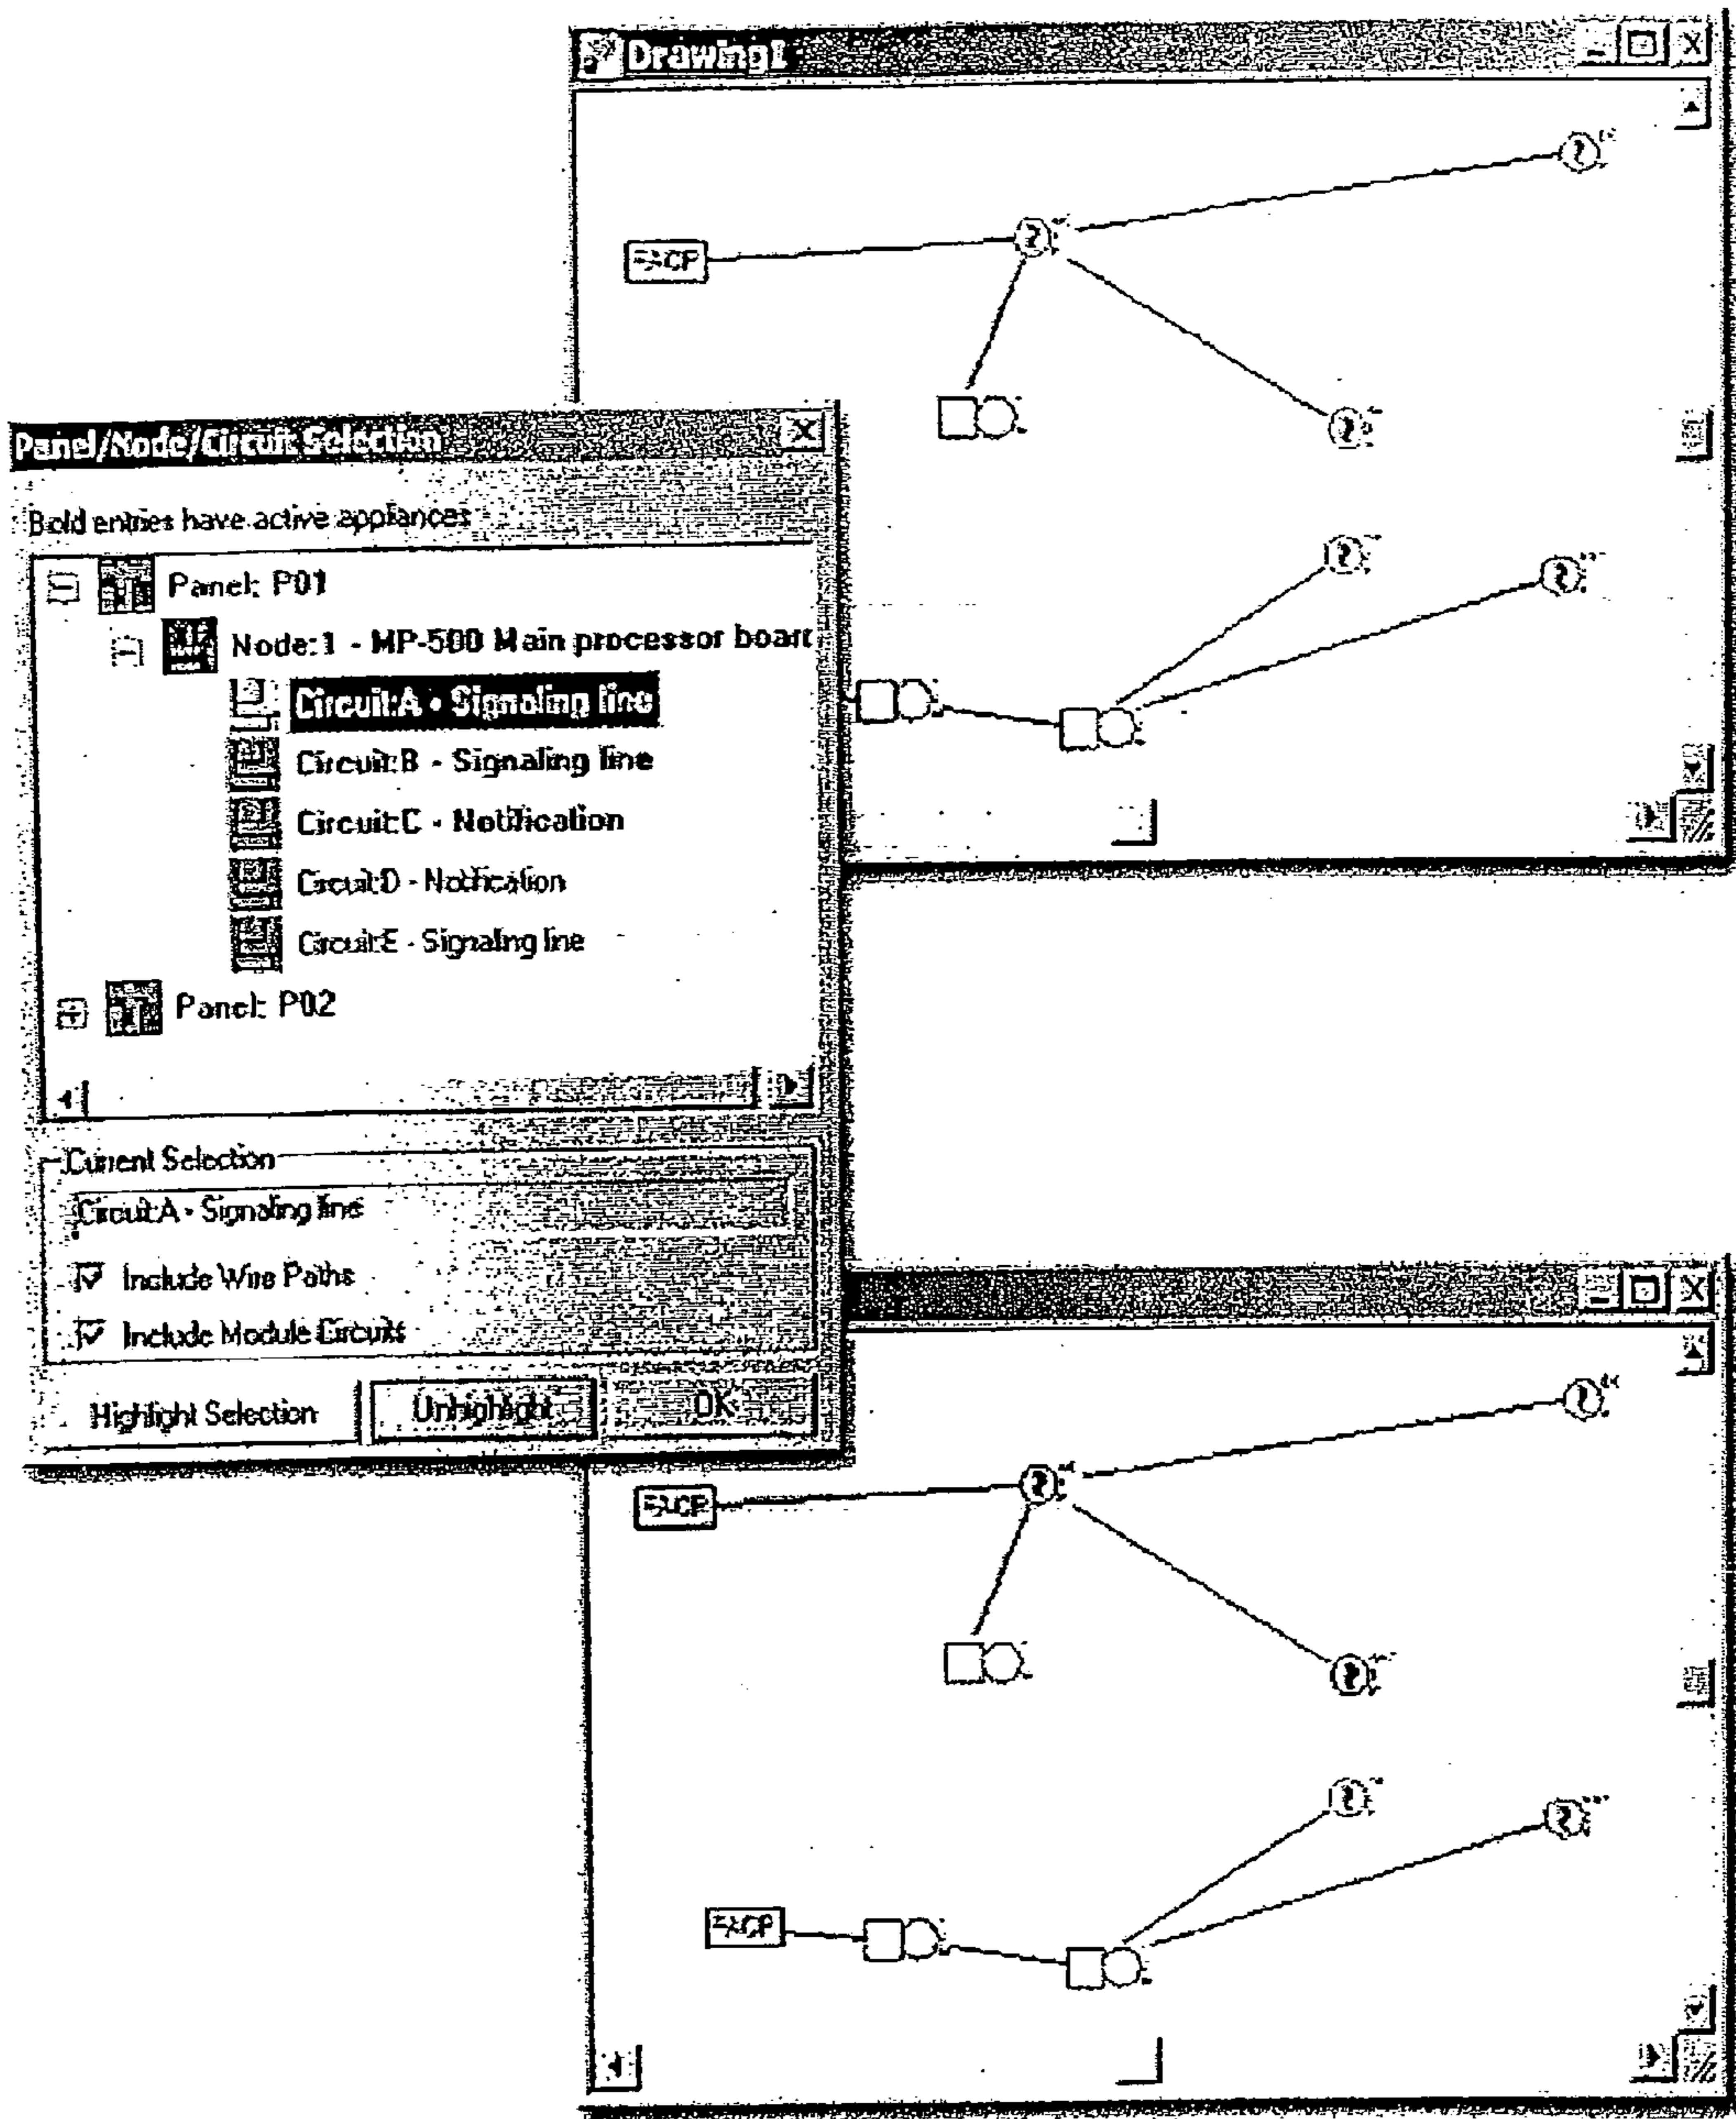 Drawing1
FACP
Panel/Node/Circuit Selection
Bold entries have active appliances
Panel: P01
Node:1 - MP-500 Main processor board
Circuit:A - Signaling line
Circuit:B - Signaling line
Circuit:C - Notification
Circuit:D - Notification
Circuit:E - Signaling line
Panel: P02
Current Selection
Circuit:A - Signaling line
Include Wire Paths
Include Module Circuits
Highlight Selection
Unhighlight
OK
FACP
FACP